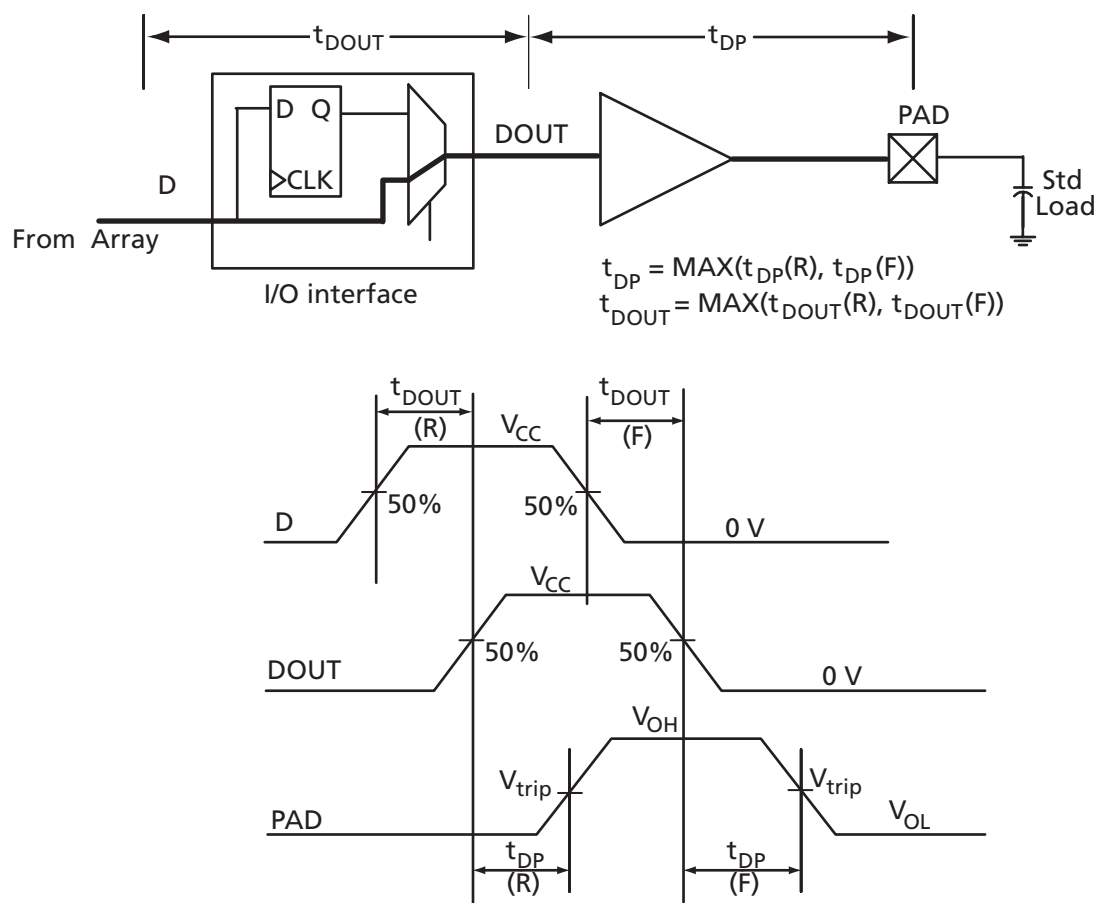 tDOUT tDP
D Q
CLK
D
From Array
I/O interface
DOUT
PAD
Std
Load
tDP = MAX(tDP(R), tDP(F))
tDOUT = MAX(tDOUT(R), tDOUT(F))
tDOUT
(R)
tDOUT
(F)
VCC
50% 50%
D
0 V
VCC
50% 50%
DOUT
0 V
VOH
Vtrip Vtrip
PAD
VOL
tDP
(R)
tDP
(F)